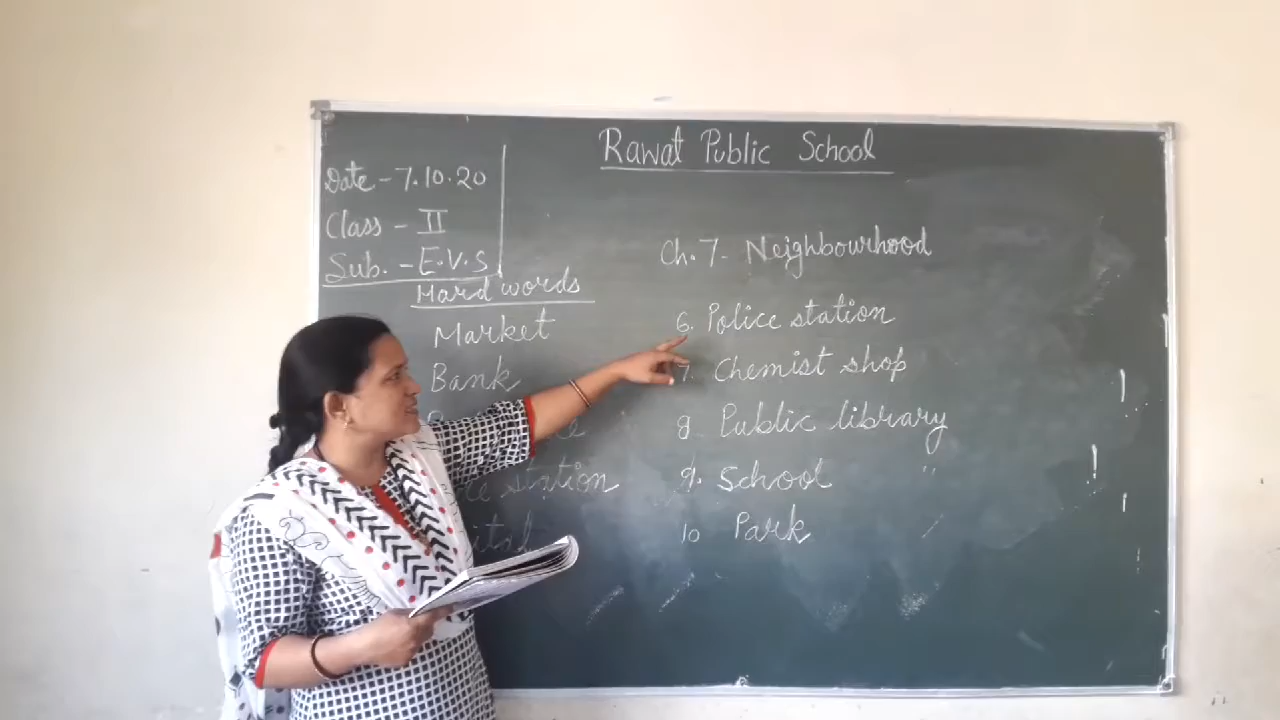 Rawat Public School
Date - 7.10.20
Class - II
Sub. - E.V.S
Ch. 7. Neighbourhood
Hard words
Market
Bank
station
6. Police station
7. Chemist shop
8 Public library
9. School "
10 Park